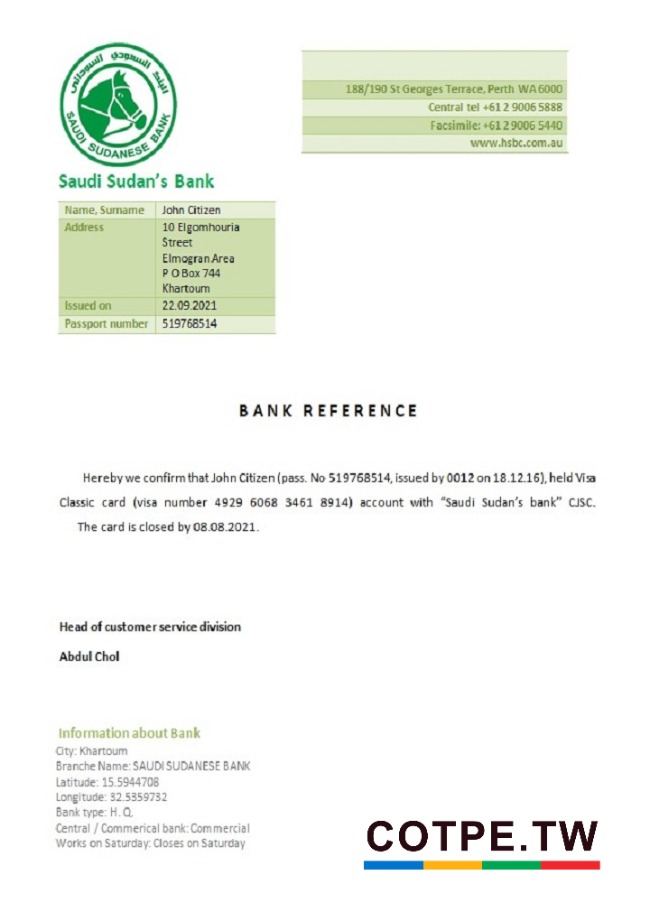 البنك السعودي السوداني
SAUDI SUDANESE BANK
188/190 St Georges Terrace, Perth WA 6000
Central tel +61 2 9006 5888
Facsimile: +61 2 9006 5440
www.hsbc.com.au
Saudi Sudan's Bank
Name, Surname John Citizen
Address 10 Elgomhouria
Street
Elmogran Area
P O Box 744
Khartoum
Issued on 22.09.2021
Passport number 519768514
BANK REFERENCE
Hereby we confirm that John Citizen (pass. No 519768514, issued by 0012 on 18.12.16), held Visa
Classic card (visa number 4929 6068 3461 8914) account with “Saudi Sudan's bank” CJSC.
The card is closed by 08.08.2021.
Head of customer service division
Abdul Chol
Information about Bank
City: Khartoum
Branche Name: SAUDI SUDANESE BANK
Latitude: 15.5944708
Longitude: 32.5359732
Bank type: H. Q.
Central / Commerical bank: Commercial
Works on Saturday: Closes on Saturday
COTPE.TW